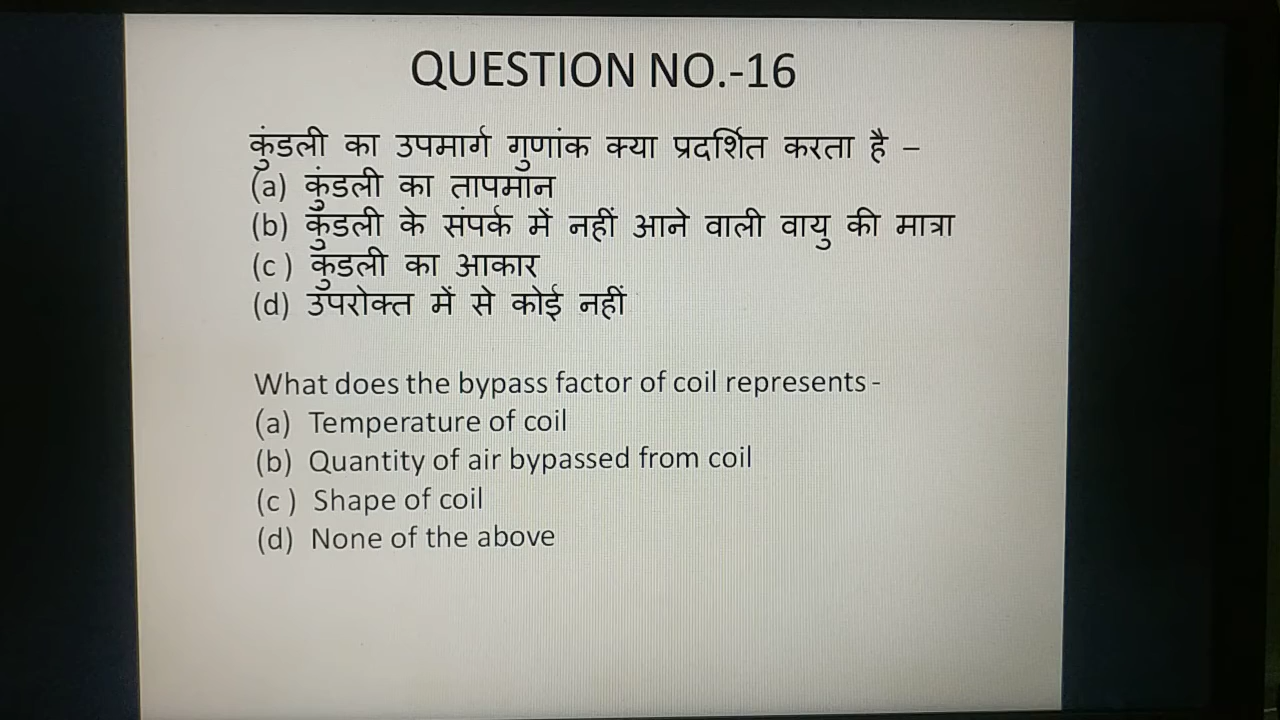 QUESTION NO.-16
कुंडली का उपमार्ग गुणांक क्या प्रदर्शित करता है –
(a) कुंडली का तापमान
(b) कुंडली के संपर्क में नहीं आने वाली वायु की मात्रा
(c ) कुंडली का आकार
(d) उपरोक्त में से कोई नहीं
What does the bypass factor of coil represents -
(a) Temperature of coil
(b) Quantity of air bypassed from coil
(c ) Shape of coil
(d) None of the above